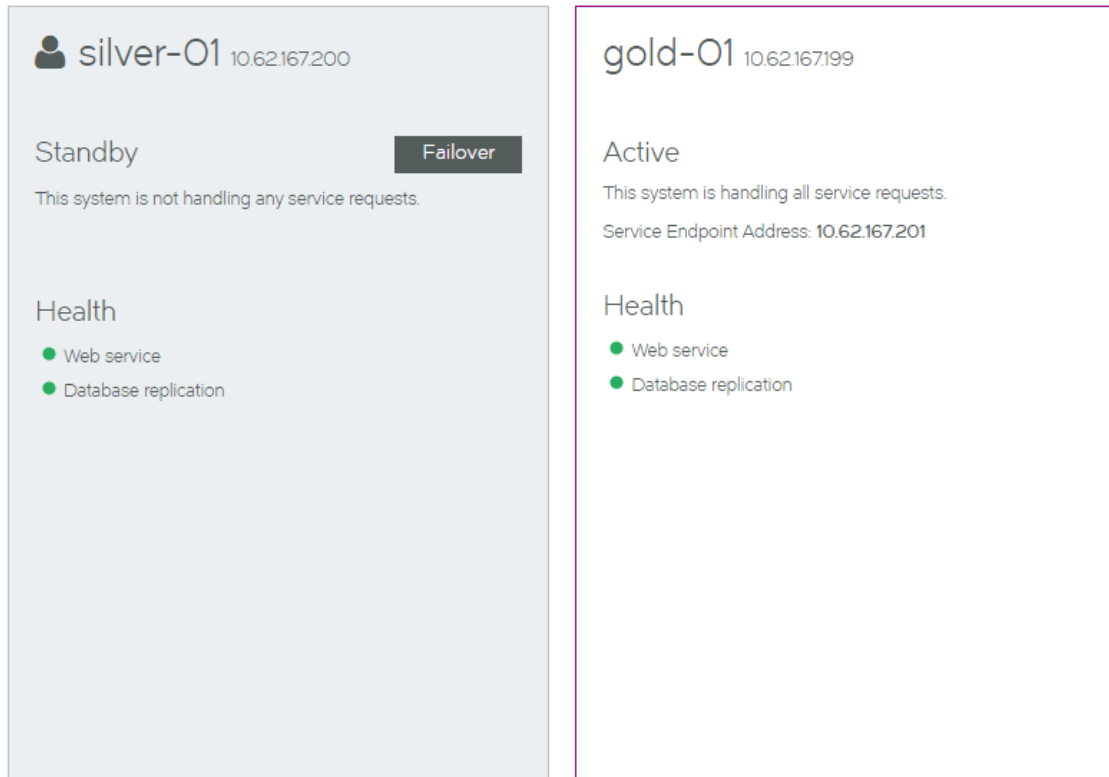 silver-01 10.62.167.200
Standby
Failover
This system is not handling any service requests.
Health
Web service
Database replication
gold-01 10.62.167.199
Active
This system is handling all service requests.
Service Endpoint Address: 10.62.167.201
Health
Web service
Database replication